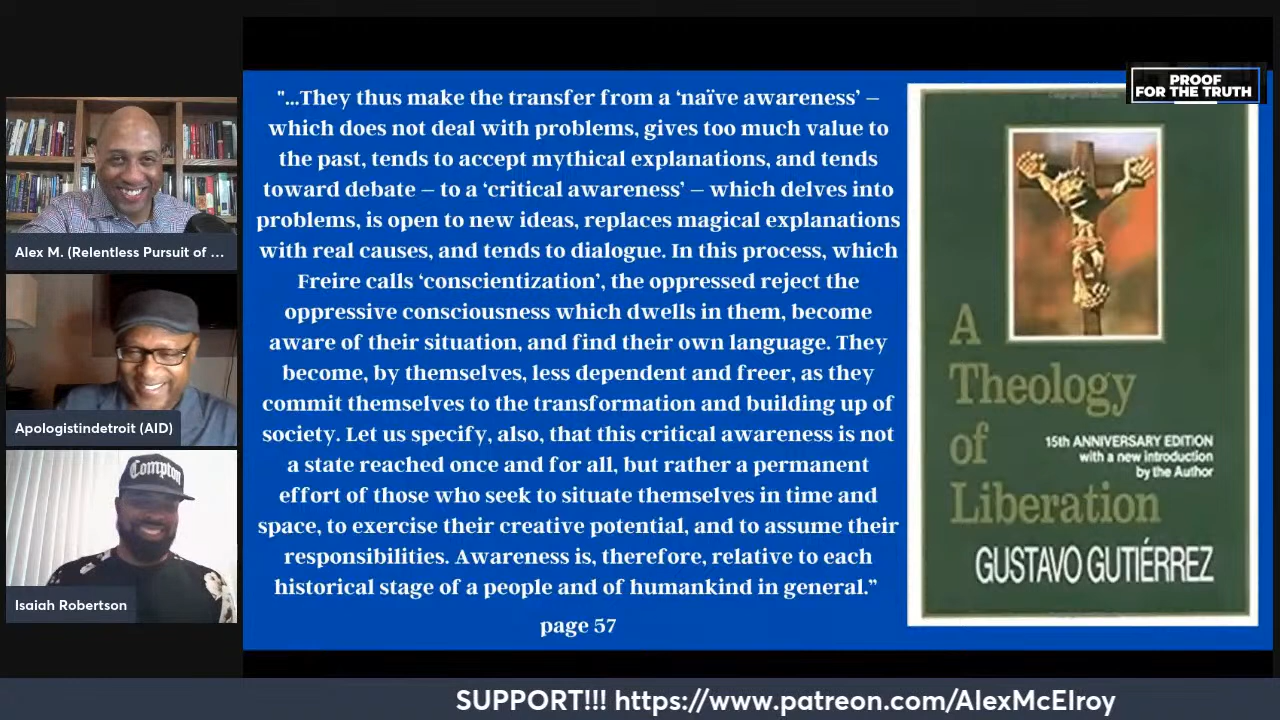 PROOF
FOR THE TRUTH
"...They thus make the transfer from a ‘naïve awareness’ –
which does not deal with problems, gives too much value to
the past, tends to accept mythical explanations, and tends
toward debate – to a ‘critical awareness’ – which delves into
problems, is open to new ideas, replaces magical explanations
with real causes, and tends to dialogue. In this process, which
Freire calls ‘conscientization’, the oppressed reject the
oppressive consciousness which dwells in them, become
aware of their situation, and find their own language. They
become, by themselves, less dependent and freer, as they
commit themselves to the transformation and building up of
society. Let us specify, also, that this critical awareness is not
a state reached once and for all, but rather a permanent
effort of those who seek to situate themselves in time and
space, to exercise their creative potential, and to assume their
responsibilities. Awareness is, therefore, relative to each
historical stage of a people and of humankind in general.”
page 57
A
Theology
of
Liberation
15th ANNIVERSARY EDITION
with a new introduction
by the Author
GUSTAVO GUTIÉRREZ
Alex M. (Relentless Pursuit of ...
Apologistindetroit (AID)
Compton
Isaiah Robertson
SUPPORT!!! https://www.patreon.com/AlexMcElroy